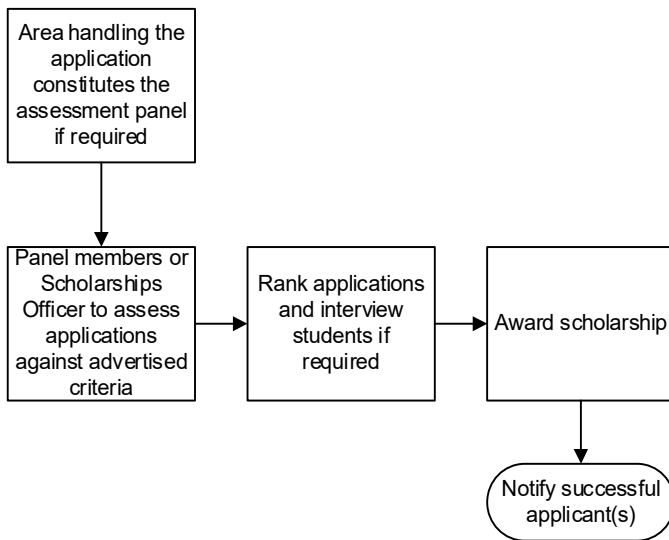 Area handling the
application
constitutes the
assessment panel
if required
Panel members or
Scholarships
Officer to assess
applications
against advertised
criteria
Rank applications
and interview
students if
required
Award scholarship
Notify successful
applicant(s)